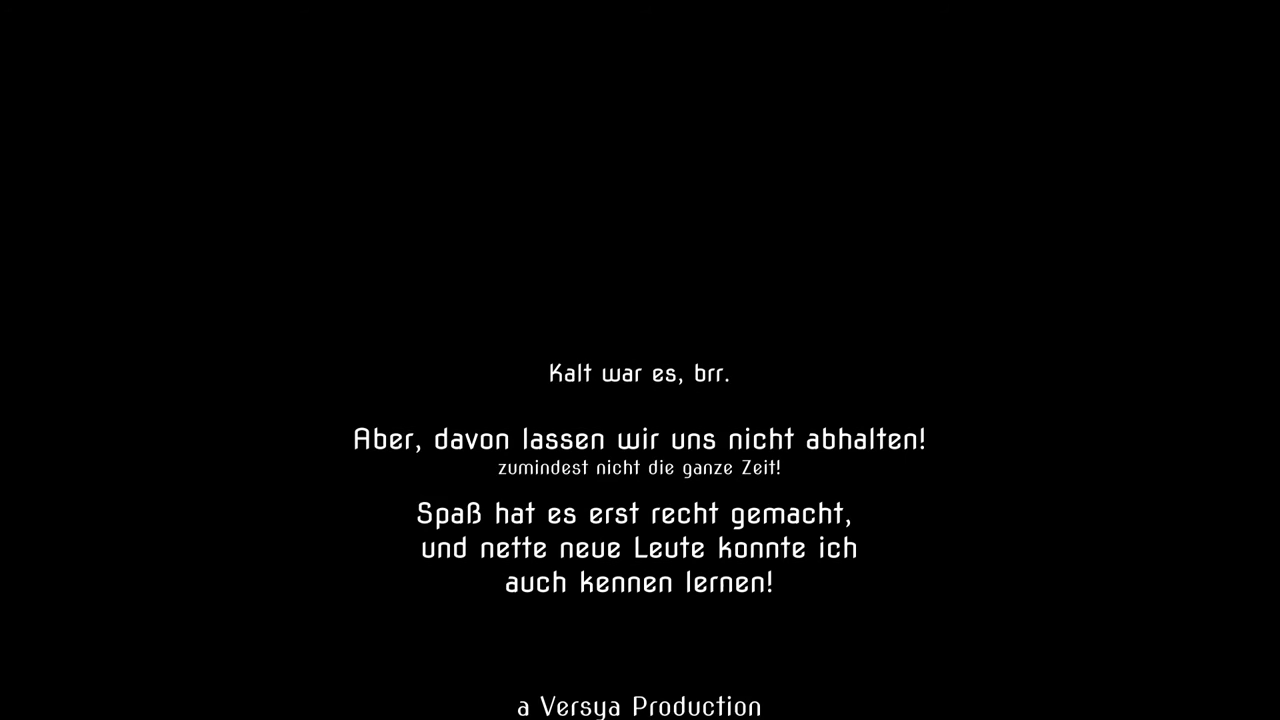 Kalt war es, brr.
Aber, davon lassen wir uns nicht abhalten!
zumindest nicht die ganze Zeit!
Spaß hat es erst recht gemacht,
und nette neue Leute konnte ich
auch kennen lernen!
a Versya Production